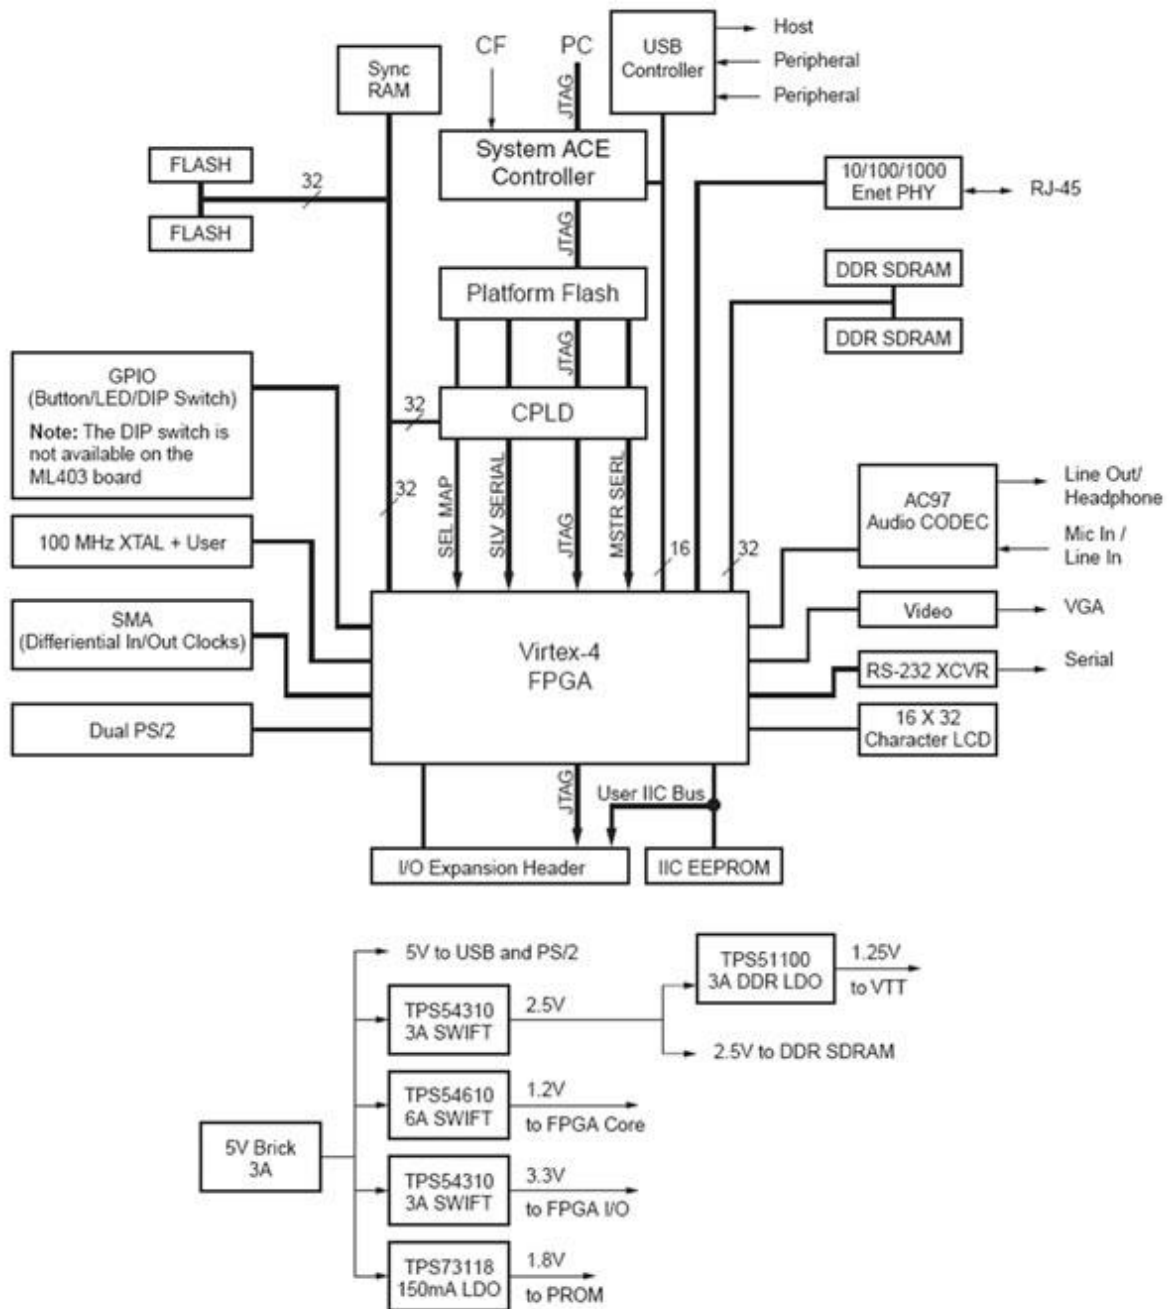 Host
CF
PC
USB
Controller
Peripheral
Peripheral
Sync
RAM
JTAG
System ACE
Controller
FLASH
32
FLASH
10/100/1000
Enet PHY
RJ-45
JTAG
Platform Flash
DDR SDRAM
DDR SDRAM
JTAG
GPIO
(Button/LED/DIP Switch)
Note: The DIP switch is
not available on the
ML403 board
32
CPLD
32
SEL MAP
SLV SERIAL
JTAG
MSTR SERL
16
32
AC97
Audio CODEC
Line Out/
Headphone
Mic In /
Line In
100 MHz XTAL + User
SMA
(Differiential In/Out Clocks)
Dual PS/2
Virtex-4
FPGA
Video
VGA
RS-232 XCVR
Serial
16 X 32
Character LCD
JTAG
User IIC Bus
I/O Expansion Header
IIC EEPROM
5V to USB and PS/2
TPS51100
3A DDR LDO
1.25V
to VTT
TPS54310
3A SWIFT
2.5V
2.5V to DDR SDRAM
TPS54610
6A SWIFT
1.2V
to FPGA Core
5V Brick
3A
TPS54310
3A SWIFT
3.3V
to FPGA I/O
TPS73118
150mA LDO
1.8V
to PROM